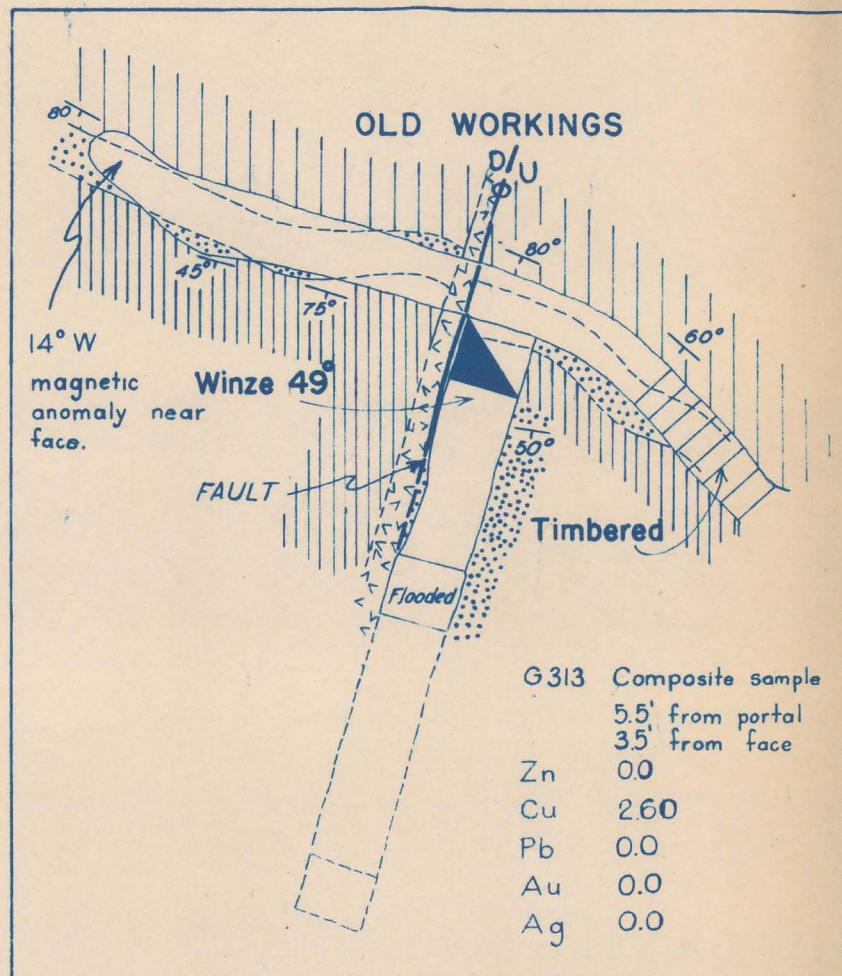 OLD WORKINGS
D/U
80
80°
60°
45°
75°
50°
14° W
magnetic
anomaly near
face.
Winze 49°
FAULT
Timbered
Flooded
G313 Composite sample
5.5' from portal
3.5' from face
Zn 0.0
Cu 2.60
Pb 0.0
Au 0.0
Ag 0.0